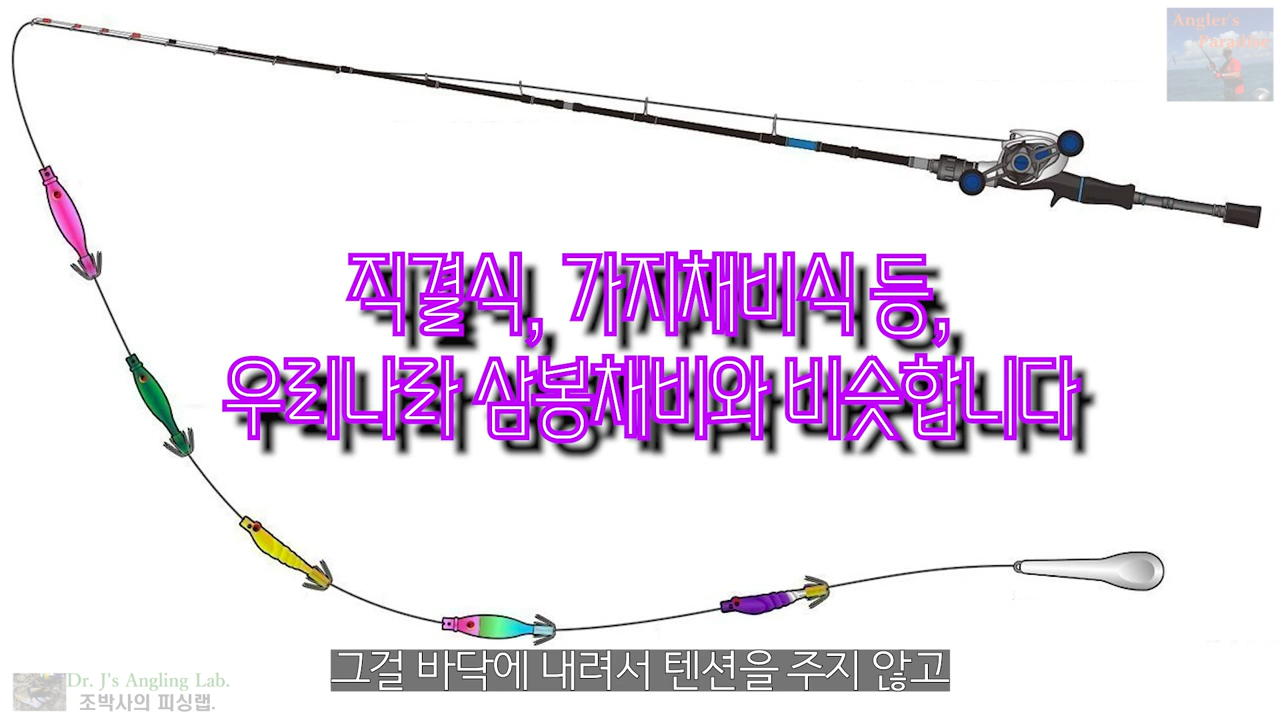 Angler's
Paradise
직결식, 가지채비식 등,
우리나라 삼봉채비와 비슷합니다
그걸 바닥에 내려서 텐션을 주지 않고
Dr. J's Angling Lab.
조박사의 피싱랩.